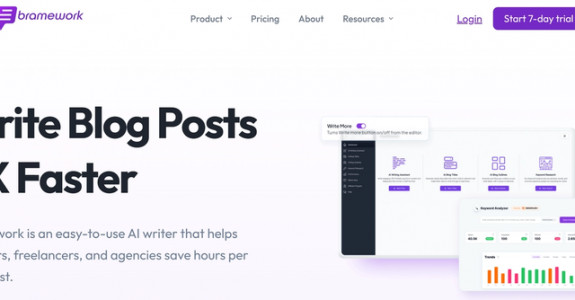 bramework
Product
Pricing
About
Resources
Login
Start 7-day trial
rite Blog Posts
X Faster
work is an easy-to-use AI writer that helps
rs, freelancers, and agencies save hours per
st.
Write More
Turns Write more button on/off from the editor
Keyword Analyzer
Trends